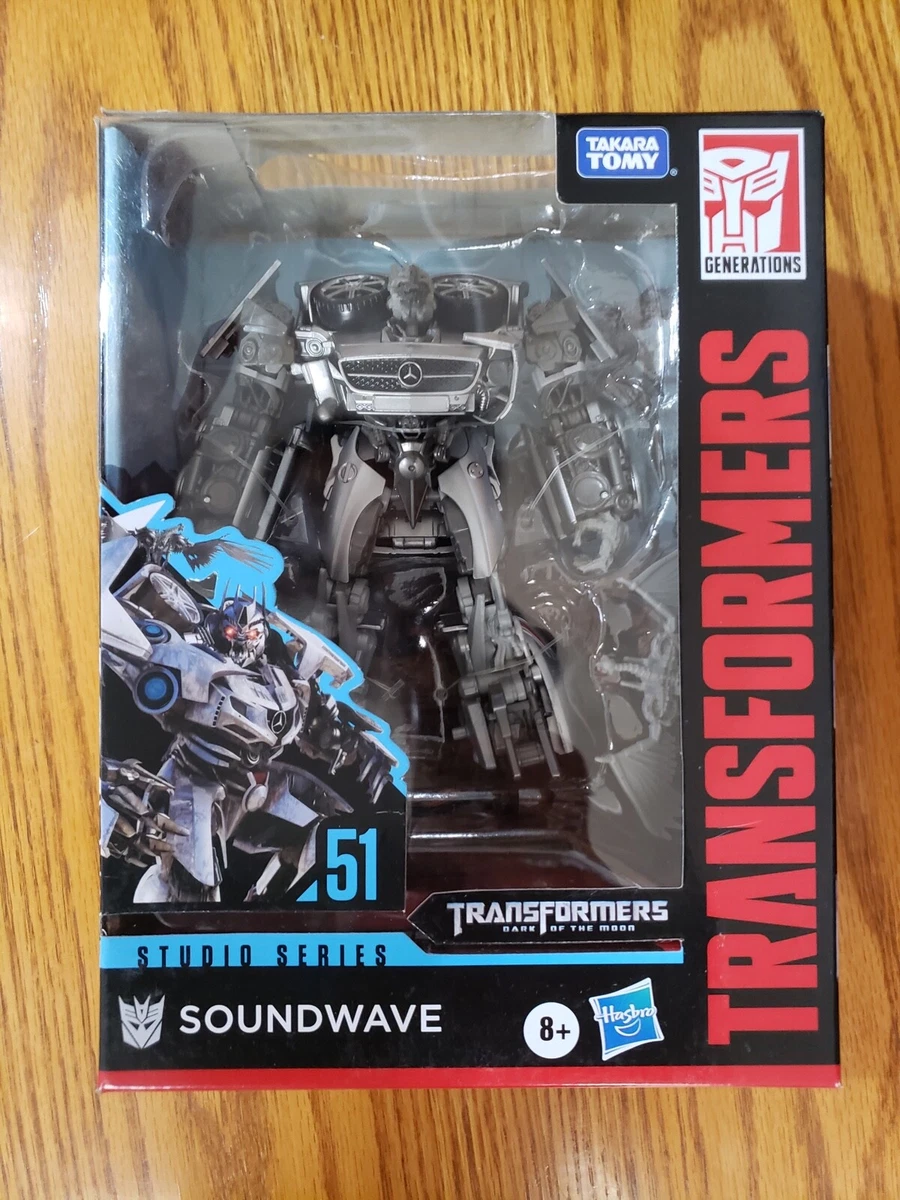 TAKARA
TOMY
GENERATIONS
TRANSFORMERS
51
TRANSFORMERS
DARK OF THE MOON
STUDIO SERIES
SOUNDWAVE
8+
Hasbro